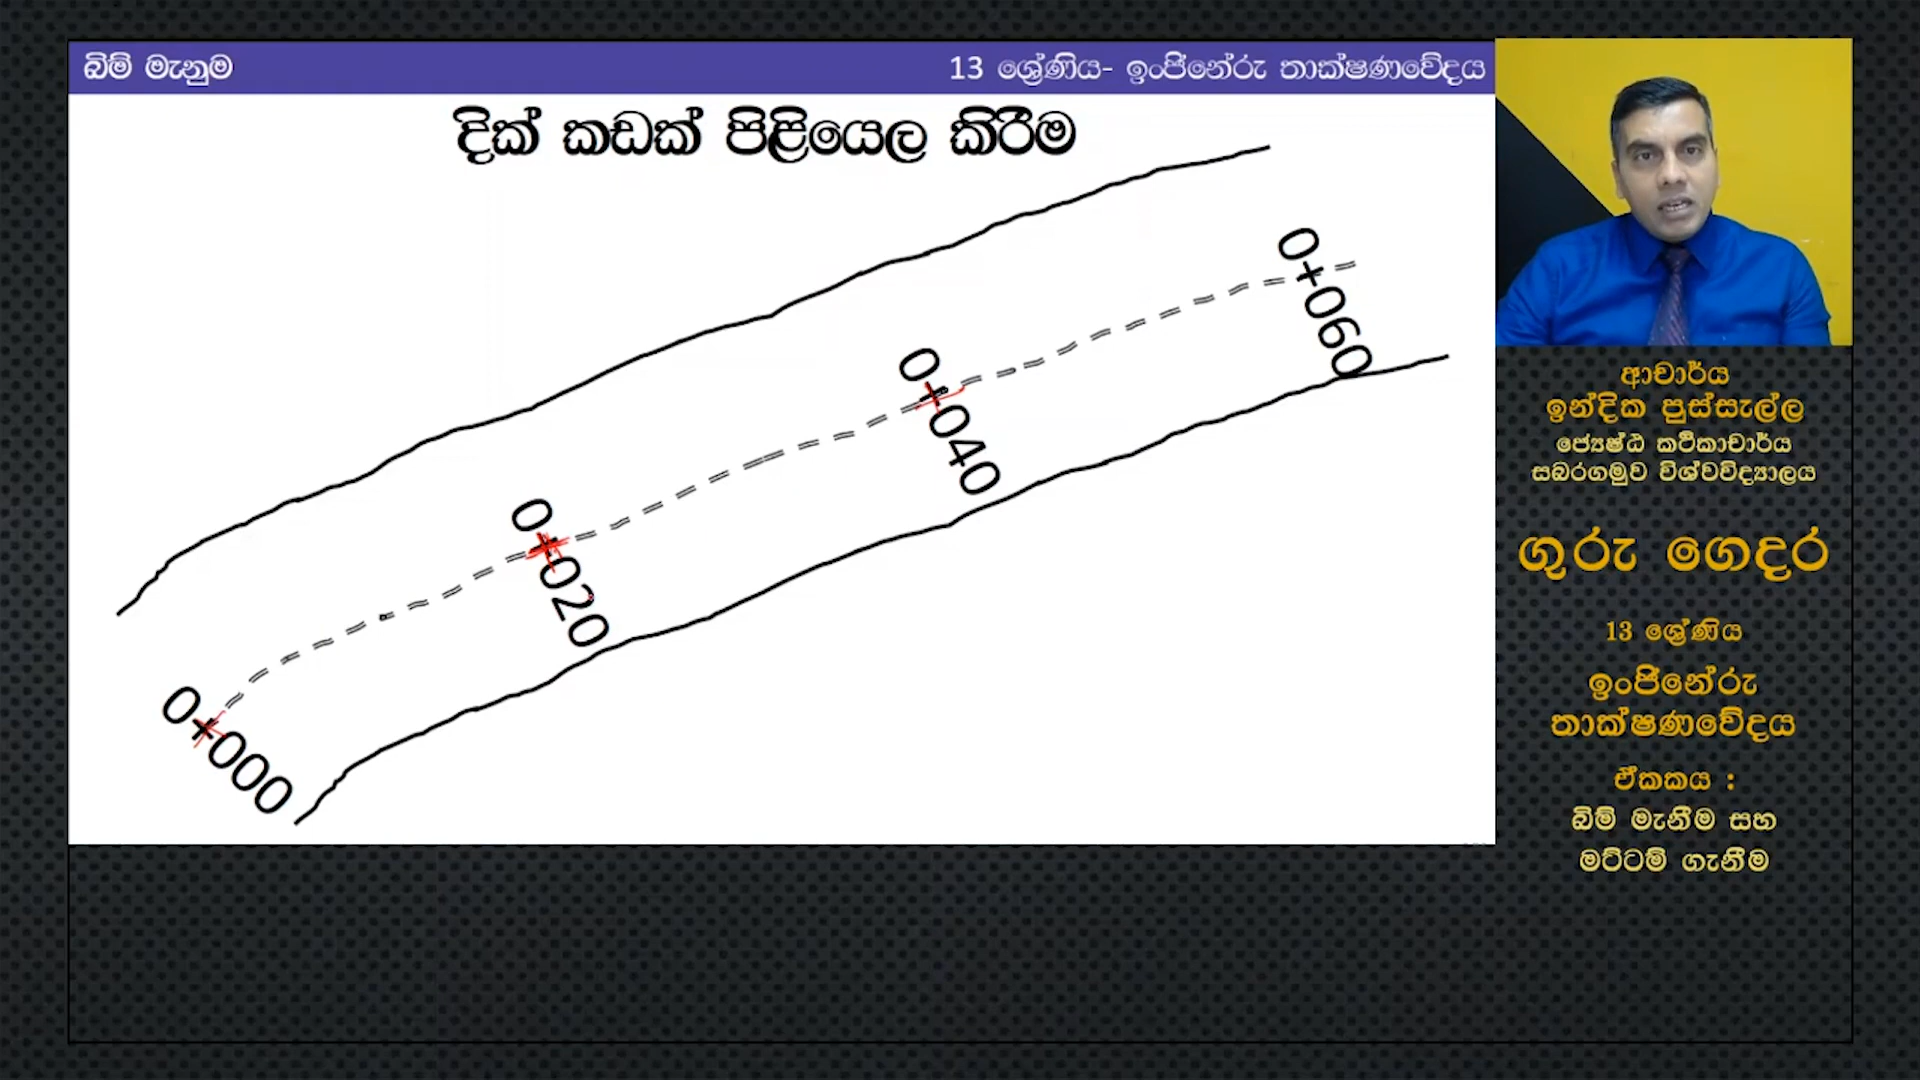 බිම් මැනුම
13 ශ්‍රේණිය- ඉංජිනේරු තාක්ෂණවේදය
දික් කඩක් පිළියෙල කිරීම
0+000
0+020
0+040
0+060
ආචාර්ය
ඉන්දික පුස්සැල්ල
ජ්‍යෙෂ්ඨ කථිකාචාර්ය
සබරගමුව විශ්වවිද්‍යාලය
ගුරු ගෙදර
13 ශ්‍රේණිය
ඉංජිනේරු
තාක්ෂණවේදය
ඒකකය :
බිම් මැනීම සහ
මට්ටම් ගැනීම